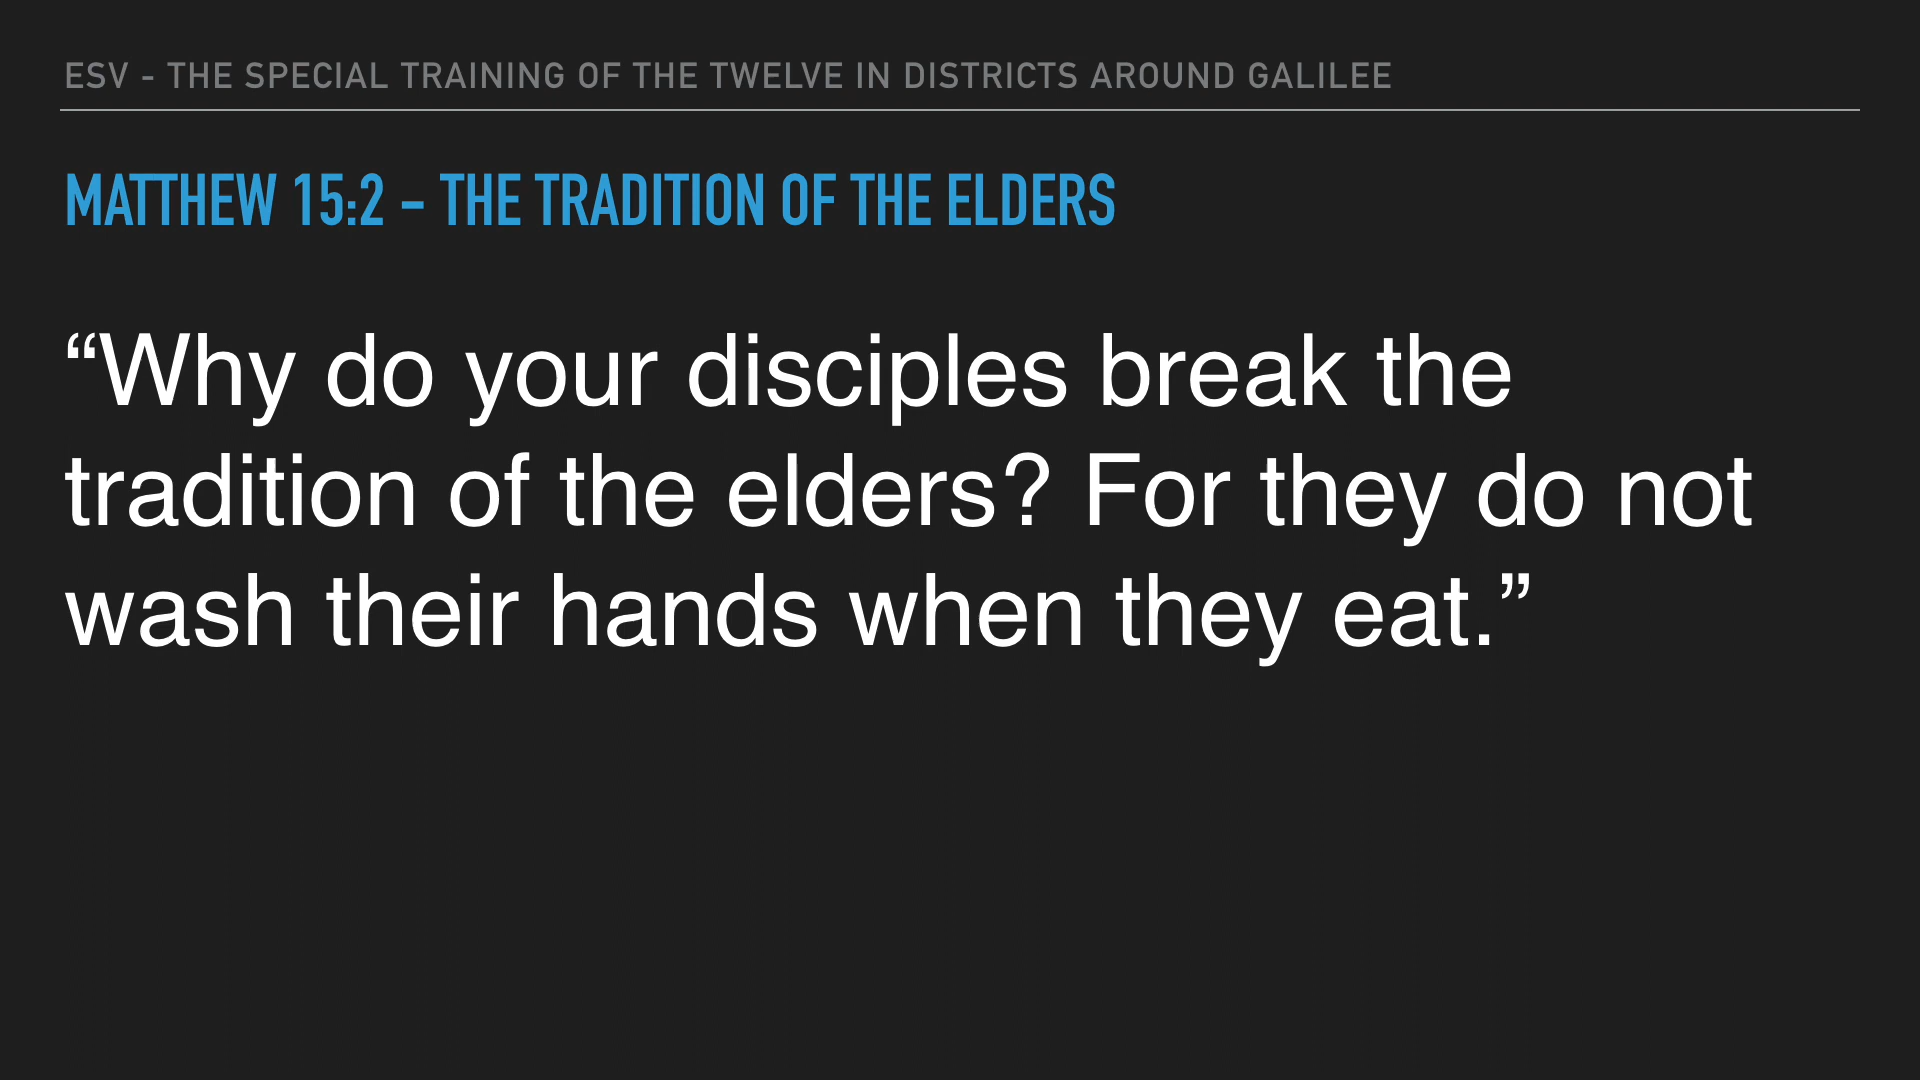 ESV - THE SPECIAL TRAINING OF THE TWELVE IN DISTRICTS AROUND GALILEE
MATTHEW 15:2 – THE TRADITION OF THE ELDERS
“Why do your disciples break the
tradition of the elders? For they do not
wash their hands when they eat.”